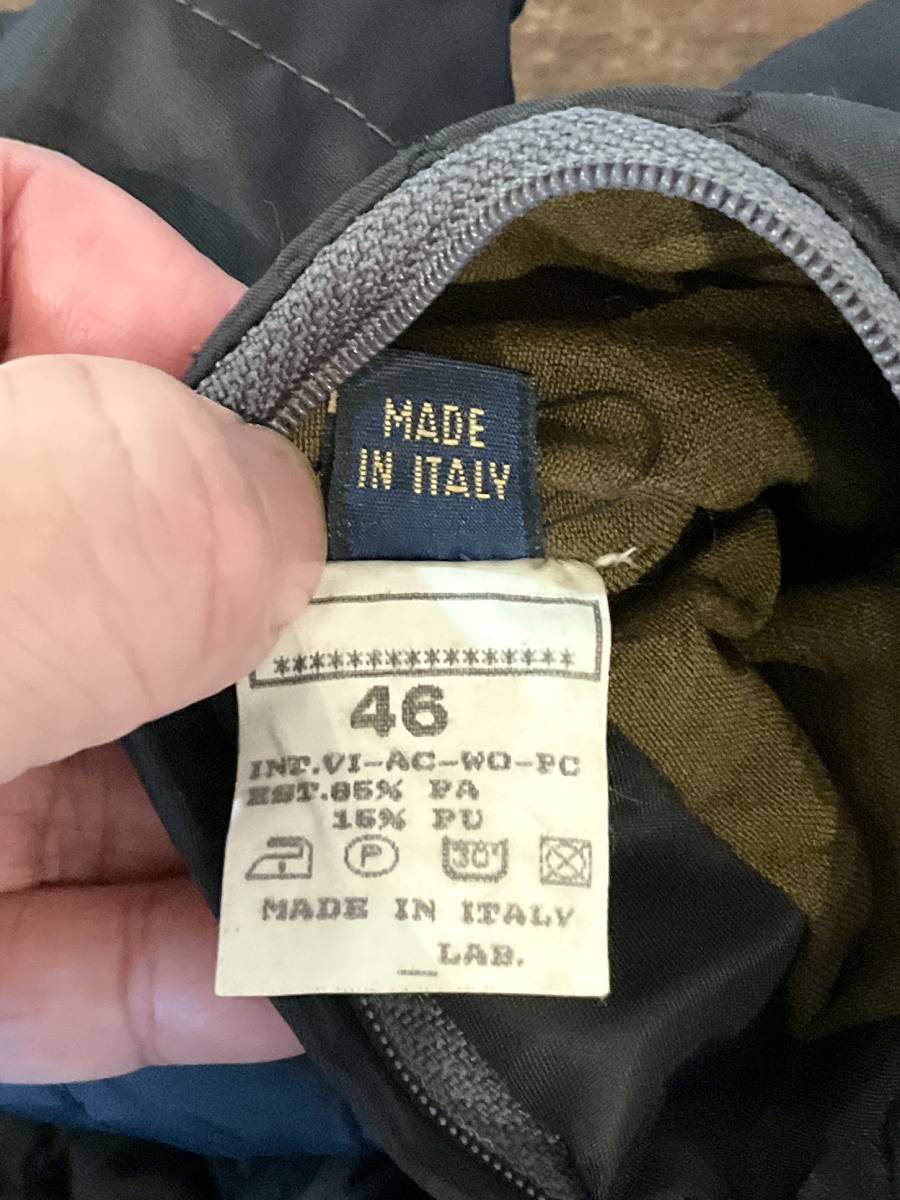 MADE
IN ITALY
****************
46
INT.VI-AC-WO-PC
EST.85% PA
15% PU
P
30°
MADE IN ITALY
LAB.